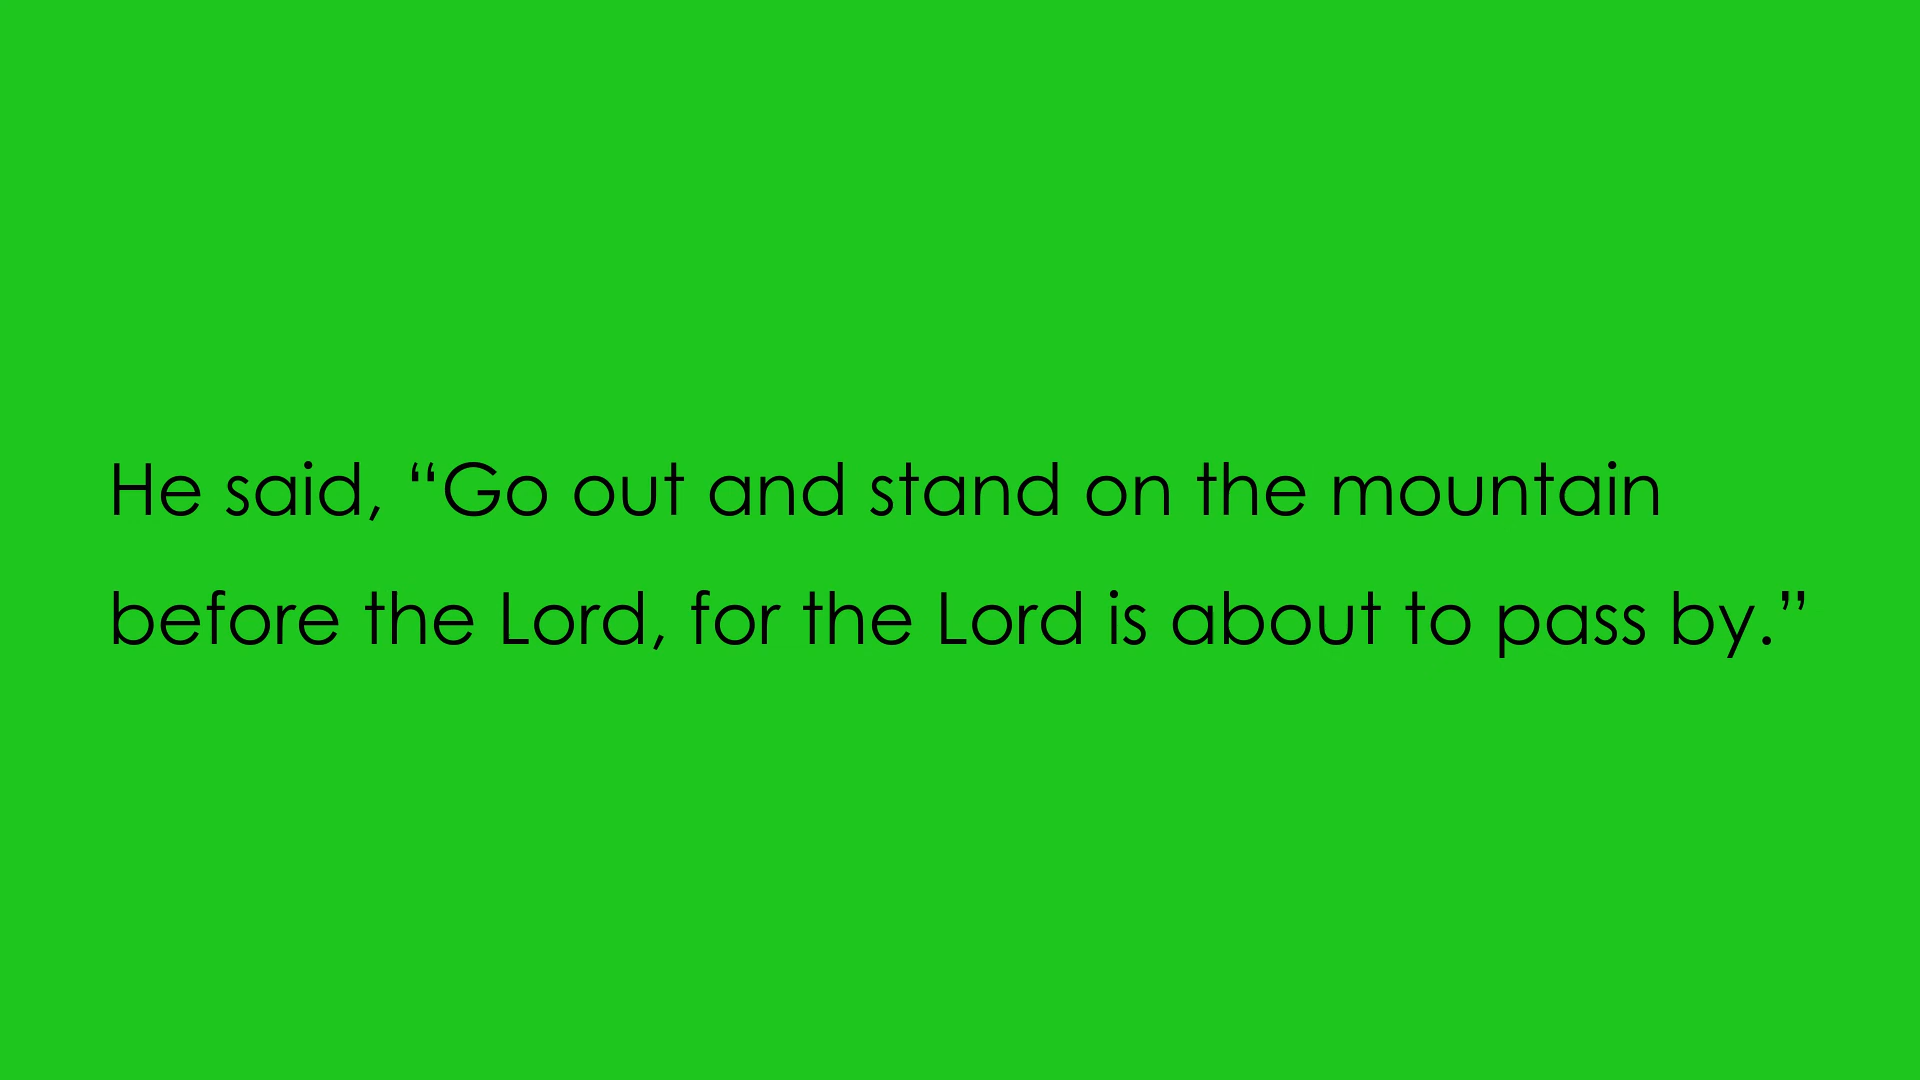 He said, “Go out and stand on the mountain
before the Lord, for the Lord is about to pass by.”